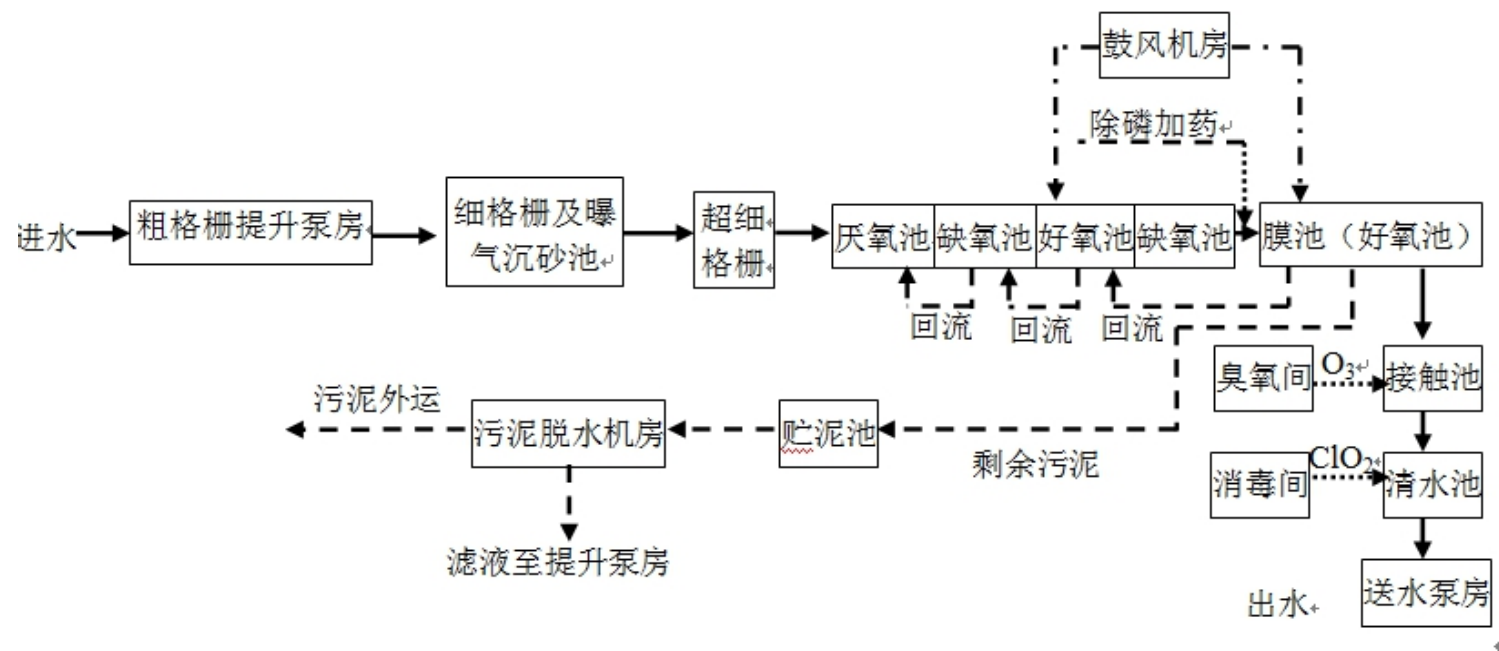 鼓风机房
除磷加药
进水
粗格栅提升泵房
细格栅及曝
气沉砂池
超细
格栅
厌氧池
缺氧池
好氧池
缺氧池
膜池（好氧池）
回流
回流
回流
臭氧间
O₃
接触池
污泥外运
污泥脱水机房
贮泥池
剩余污泥
消毒间
ClO₂
清水池
滤液至提升泵房
出水
送水泵房